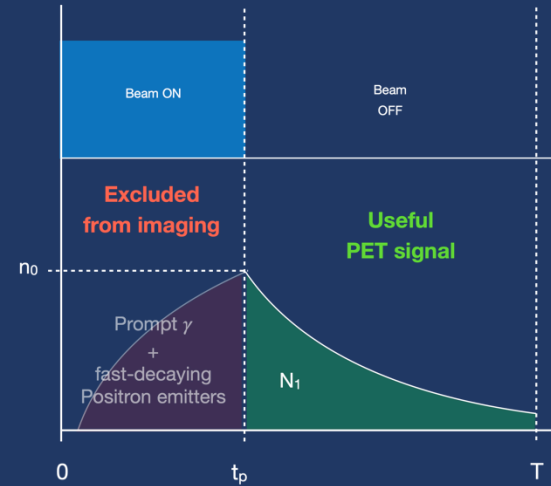 Beam ON
Beam
OFF
Excluded
from imaging
Useful
PET signal
n₀
Prompt γ
+
fast-decaying
Positron emitters
N₁
0
tₚ
T